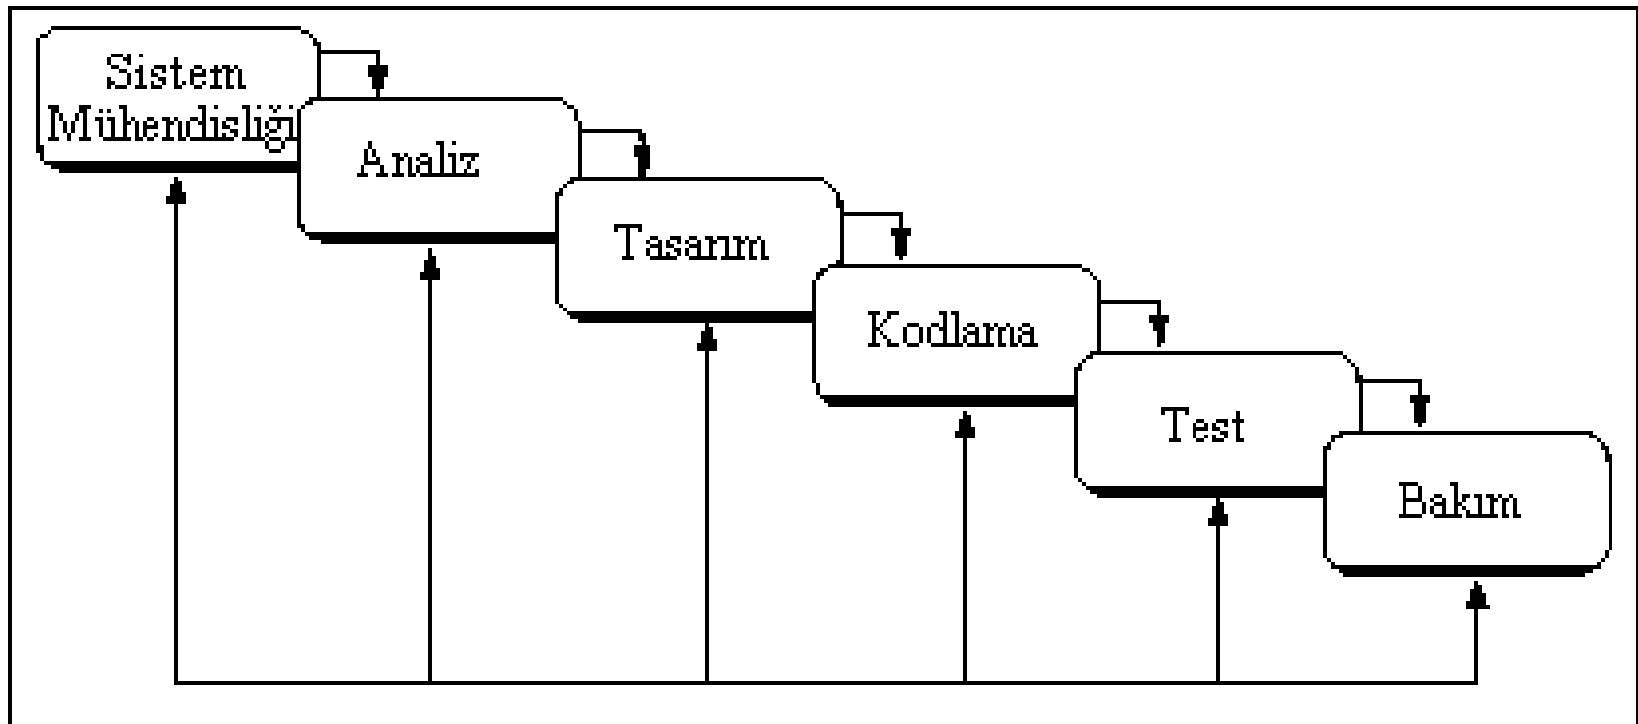 Sistem
Mühendisliği
Analiz
Tasarım
Kodlama
Test
Bakım